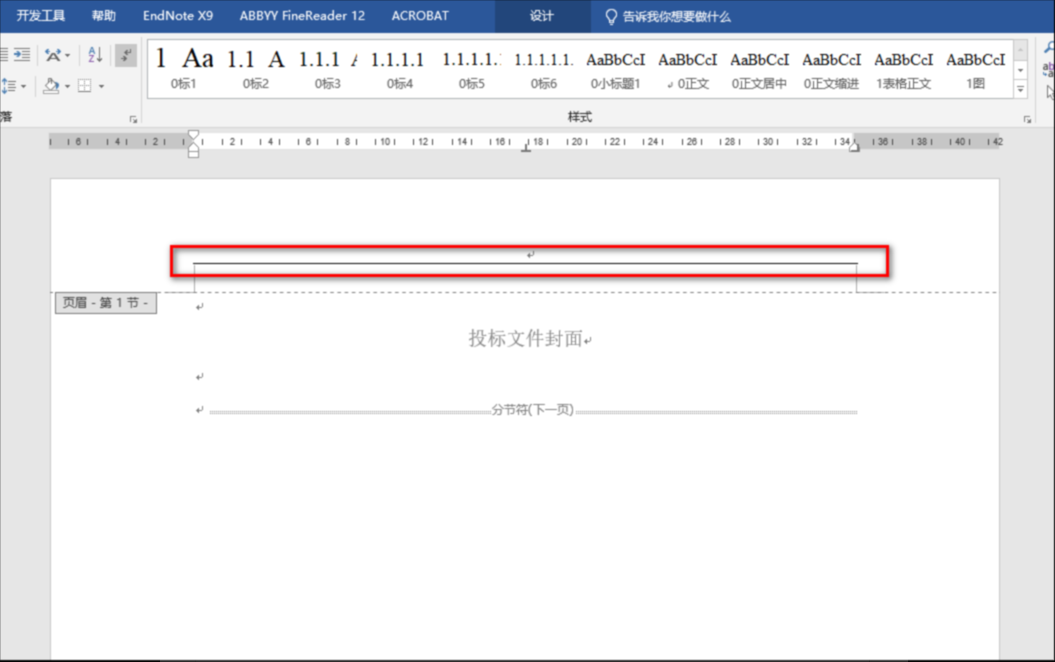 开发工具 帮助 EndNote X9 ABBYY FineReader 12 ACROBAT 设计 告诉我你想要做什么
1 Aa 1.1 A 1.1.1 1.1.1.1 1.1.1.1. 1.1.1.1.1. AaBbCcI AaBbCcI AaBbCcI AaBbCcI AaBbCcI AaBbCcI
0标1 0标2 0标3 0标4 0标5 0标6 0小标题1 ↲ 0正文 0正文居中 0正文缩进 1表格正文 1图
落 样式
6 4 2 2 4 6 8 10 12 14 16 18 20 22 24 26 28 30 32 34 36 38 40 42
页眉 - 第 1 节 -
投标文件封面
分节符(下一页)